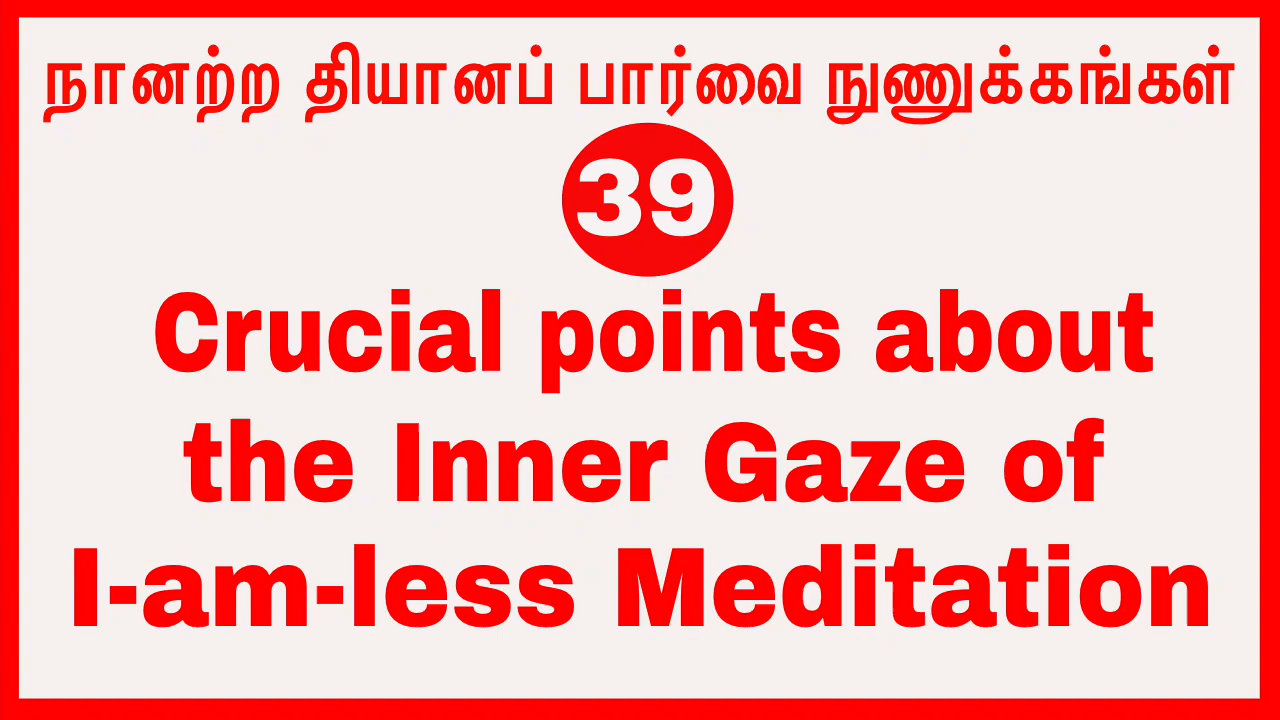 நானற்ற தியானப் பார்வை நுணுக்கங்கள்
39
Crucial points about
the Inner Gaze of
I-am-less Meditation